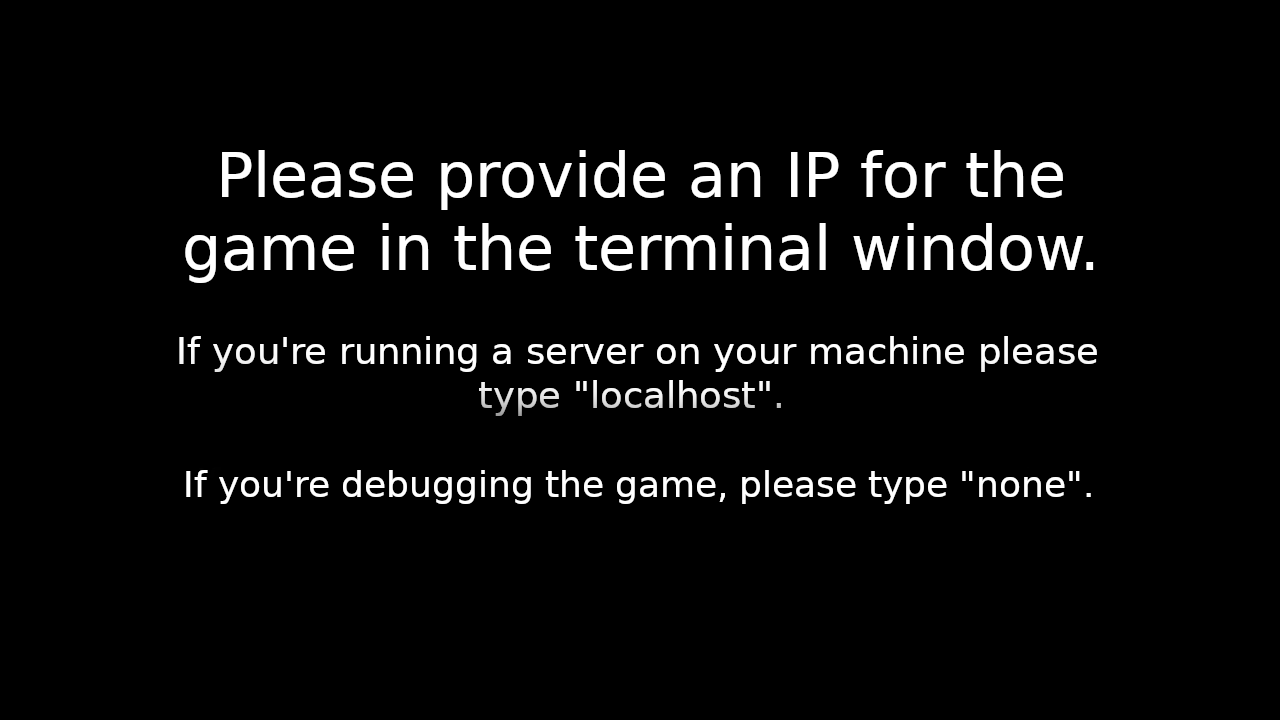 Please provide an IP for the
game in the terminal window.
If you're running a server on your machine please
type "localhost".
If you're debugging the game, please type "none".